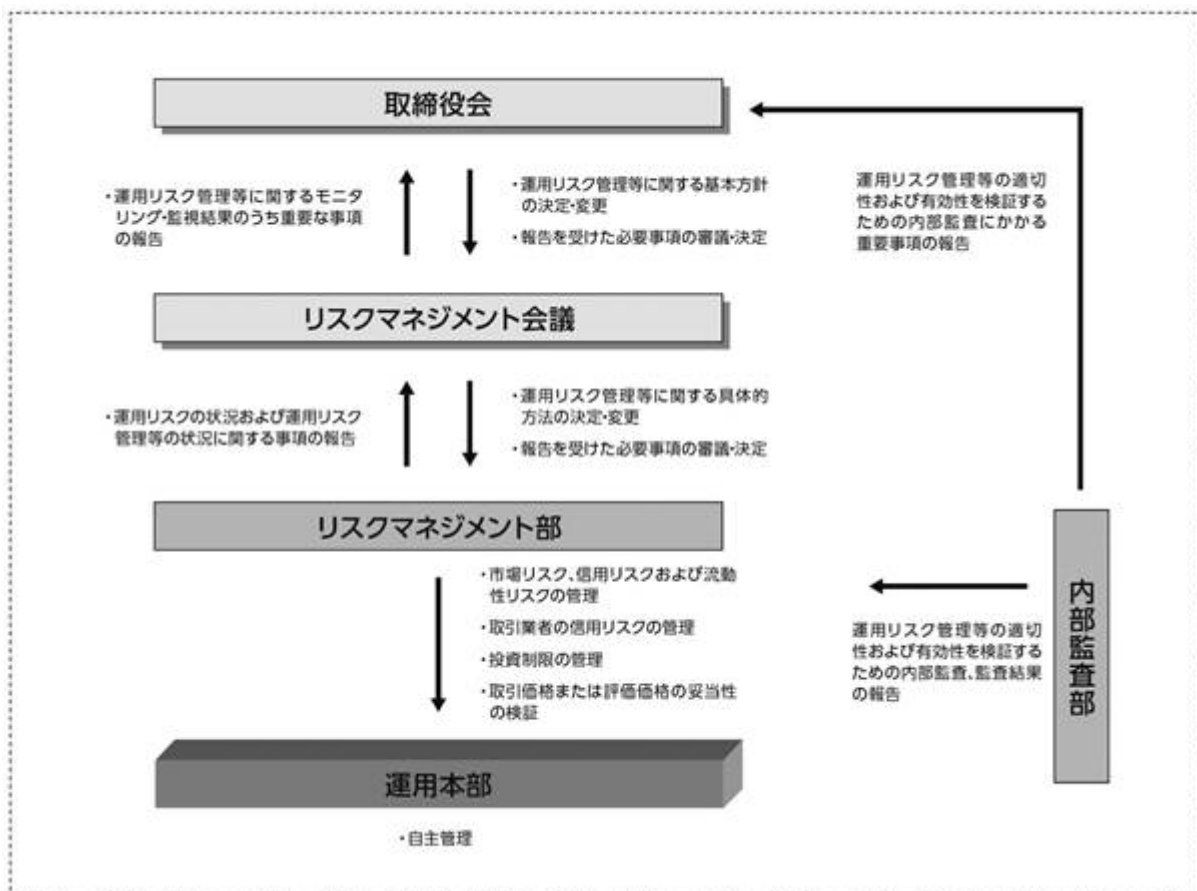 取締役会
・運用リスク管理等に関するモニタ
リング・監視結果のうち重要な事項
の報告
・運用リスク管理等に関する基本方針
の決定・変更
・報告を受けた必要事項の審議・決定
運用リスク管理等の適切
性および有効性を検証す
るための内部監査にかかる
重要事項の報告
リスクマネジメント会議
・運用リスクの状況および運用リスク
管理等の状況に関する事項の報告
・運用リスク管理等に関する具体的
方法の決定・変更
・報告を受けた必要事項の審議・決定
リスクマネジメント部
・市場リスク、信用リスクおよび流動
性リスクの管理
・取引業者の信用リスクの管理
・投資制限の管理
・取引価格または評価価格の妥当性
の検証
運用リスク管理等の適切
性および有効性を検証する
ための内部監査、監査結果
の報告
内部監査部
運用本部
・自主管理